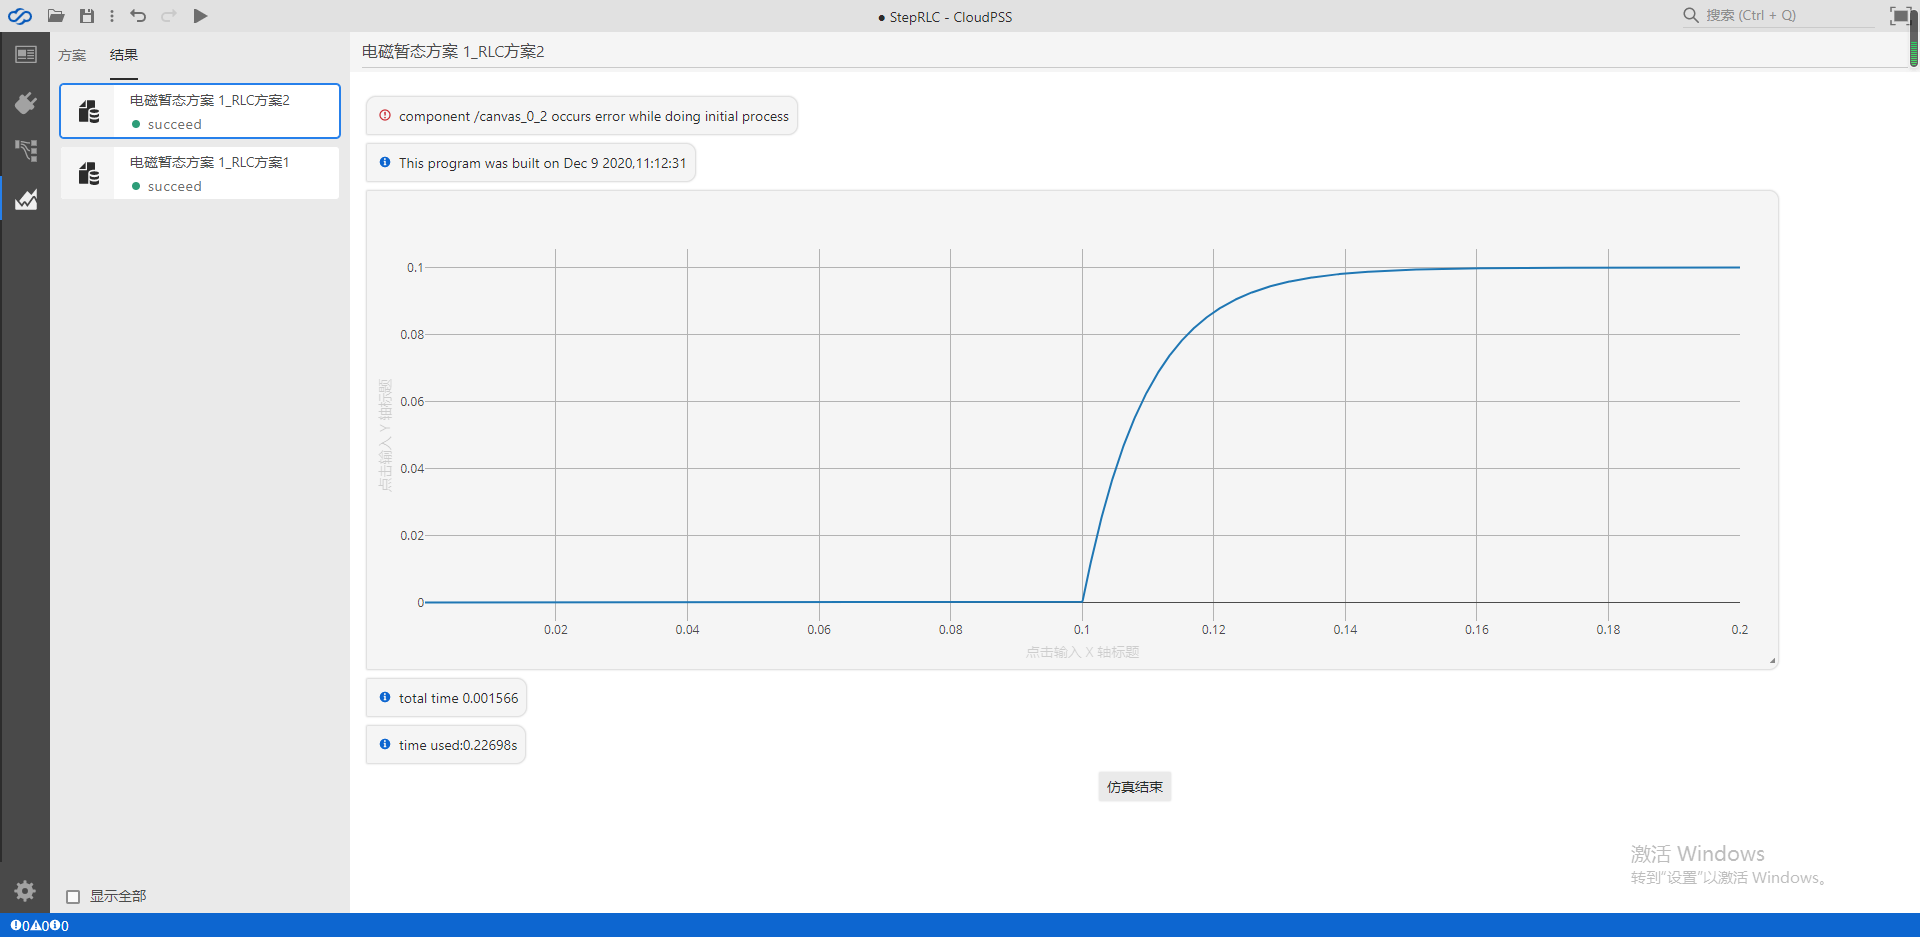 ● StepRLC - CloudPSS
搜索 (Ctrl + Q)
方案
结果
电磁暂态方案 1_RLC方案2
succeed
电磁暂态方案 1_RLC方案1
succeed
显示全部
电磁暂态方案 1_RLC方案2
component /canvas_0_2 occurs error while doing initial process
This program was built on Dec 9 2020,11:12:31
0.1
0.08
0.06
0.04
0.02
0
点击输入 Y 轴标题
0.02 0.04 0.06 0.08 0.1 0.12 0.14 0.16 0.18 0.2
点击输入 X 轴标题
total time 0.001566
time used:0.22698s
仿真结束
激活 Windows
转到“设置”以激活 Windows。
0 0 0